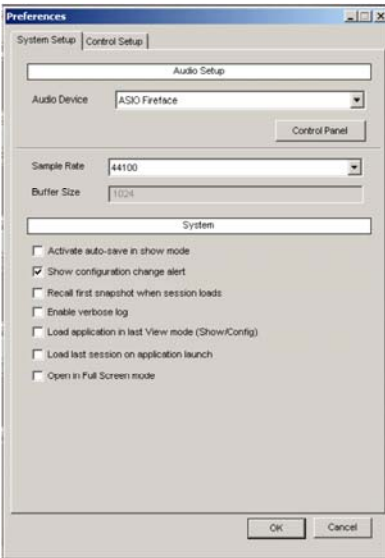 Preferences
System Setup Control Setup
Audio Setup
Audio Device ASIO Fireface
Control Panel
Sample Rate 44100
Buffer Size 1024
System
Activate auto-save in show mode
Show configuration change alert
Recall first snapshot when session loads
Enable verbose log
Load application in last View mode (Show/Config)
Load last session on application launch
Open in Full Screen mode
OK Cancel